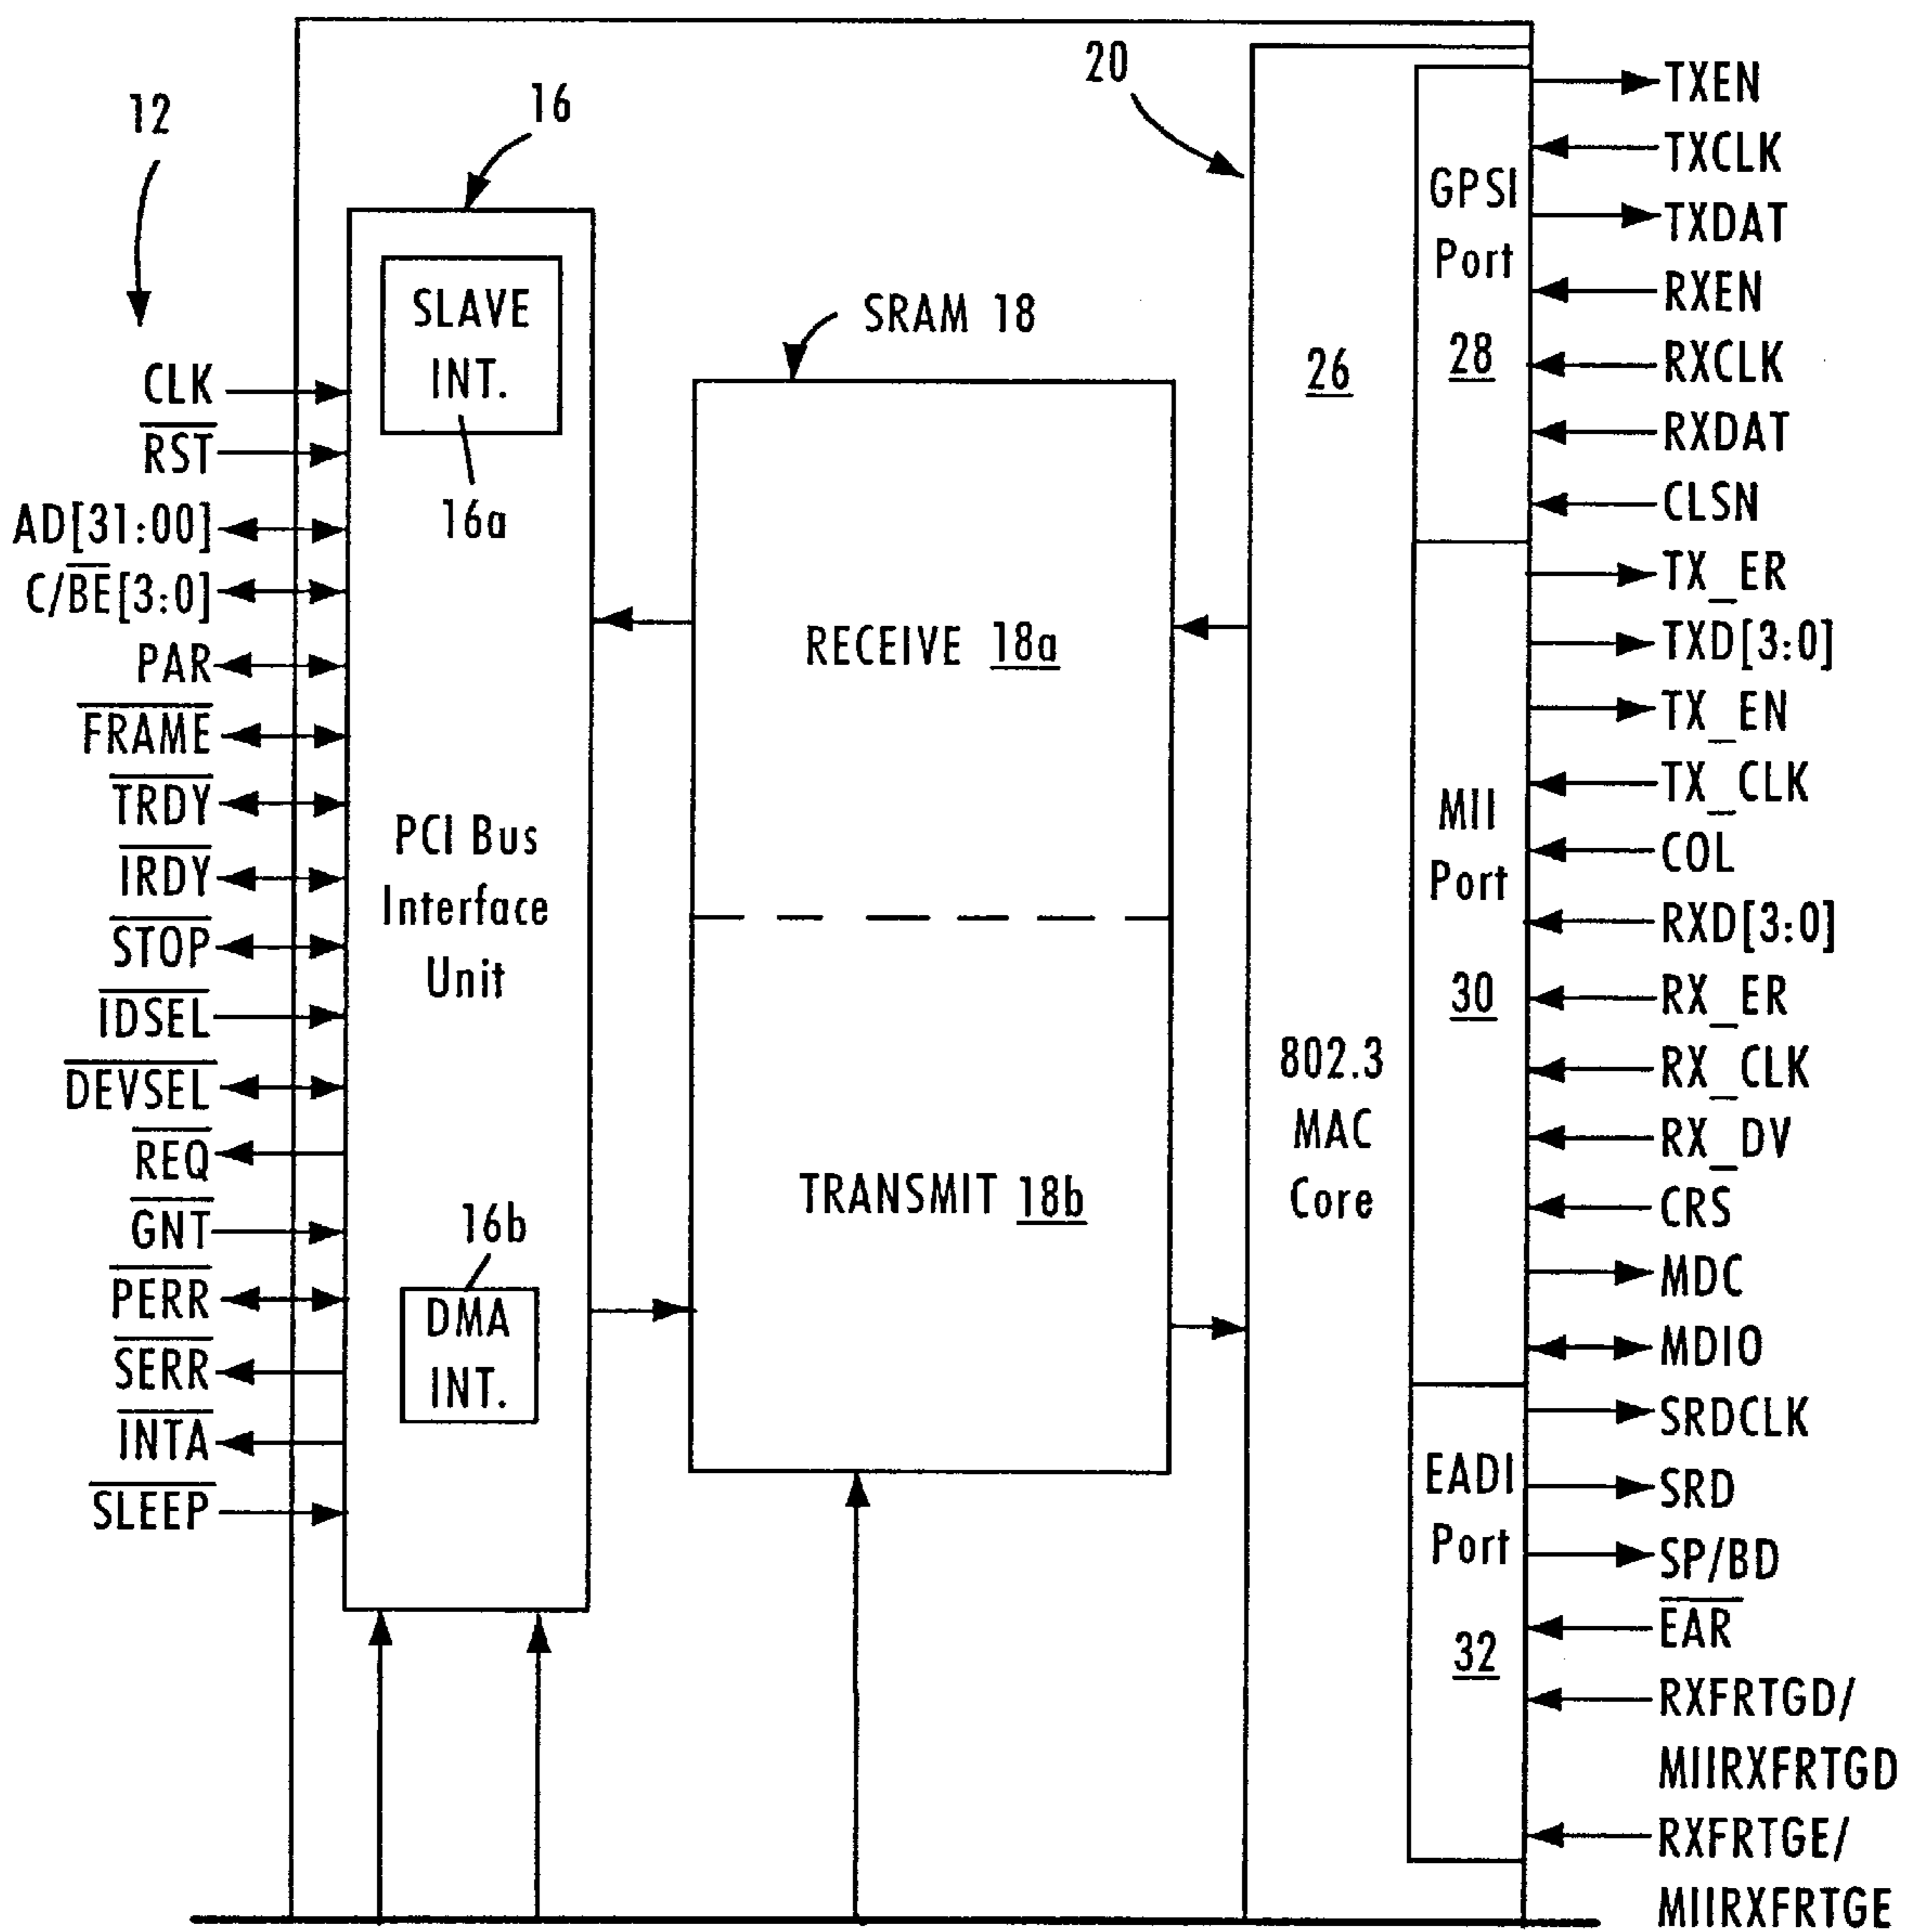 12
CLK
RST
AD[31:00]
C/BE[3:0]
PAR
FRAME
TRDY
IRDY
STOP
IDSEL
DEVSEL
REQ
GNT
PERR
SERR
INTA
SLEEP
16
SLAVE
INT.
16a
PCI Bus
Interface
Unit
16b
DMA
INT.
SRAM 18
RECEIVE 18a
TRANSMIT 18b
20
26
802.3
MAC
Core
GPSI
Port
28
MII
Port
30
EADI
Port
32
TXEN
TXCLK
TXDAT
RXEN
RXCLK
RXDAT
CLSN
TX_ER
TXD[3:0]
TX_EN
TX_CLK
COL
RXD[3:0]
RX_ER
RX_CLK
RX_DV
CRS
MDC
MDIO
SRDCLK
SRD
SP/BD
EAR
RXFRTGD/
MIIRXFRTGD
RXFRTGE/
MIIRXFRTGE